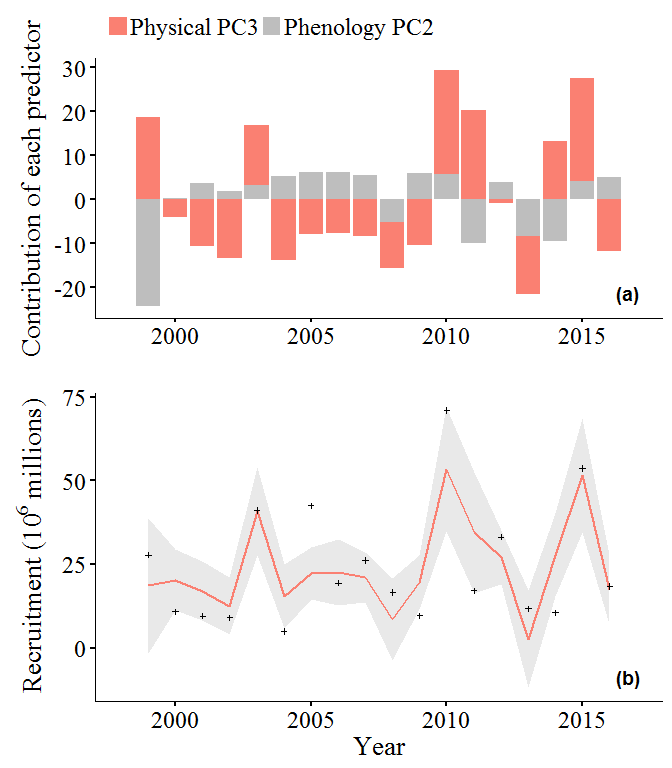 Physical PC3 Phenology PC2
Contribution of each predictor
30
20
10
0
-10
-20
(a)
2000 2005 2010 2015
Recruitment (10⁶ millions)
75
50
25
0
(b)
2000 2005 2010 2015
Year